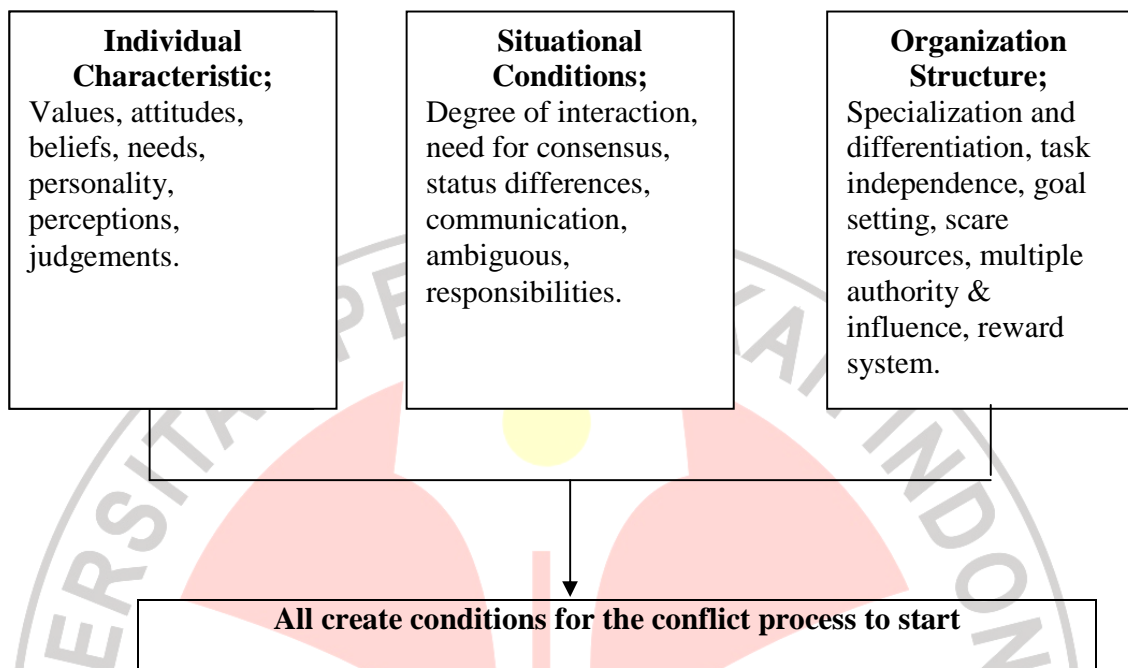 Individual
Characteristic;
Values, attitudes,
beliefs, needs,
personality,
perceptions,
judgements.
Situational
Conditions;
Degree of interaction,
need for consensus,
status differences,
communication,
ambiguous,
responsibilities.
Organization
Structure;
Specialization and
differentiation, task
independence, goal
setting, scare
resources, multiple
authority &
influence, reward
system.
All create conditions for the conflict process to start